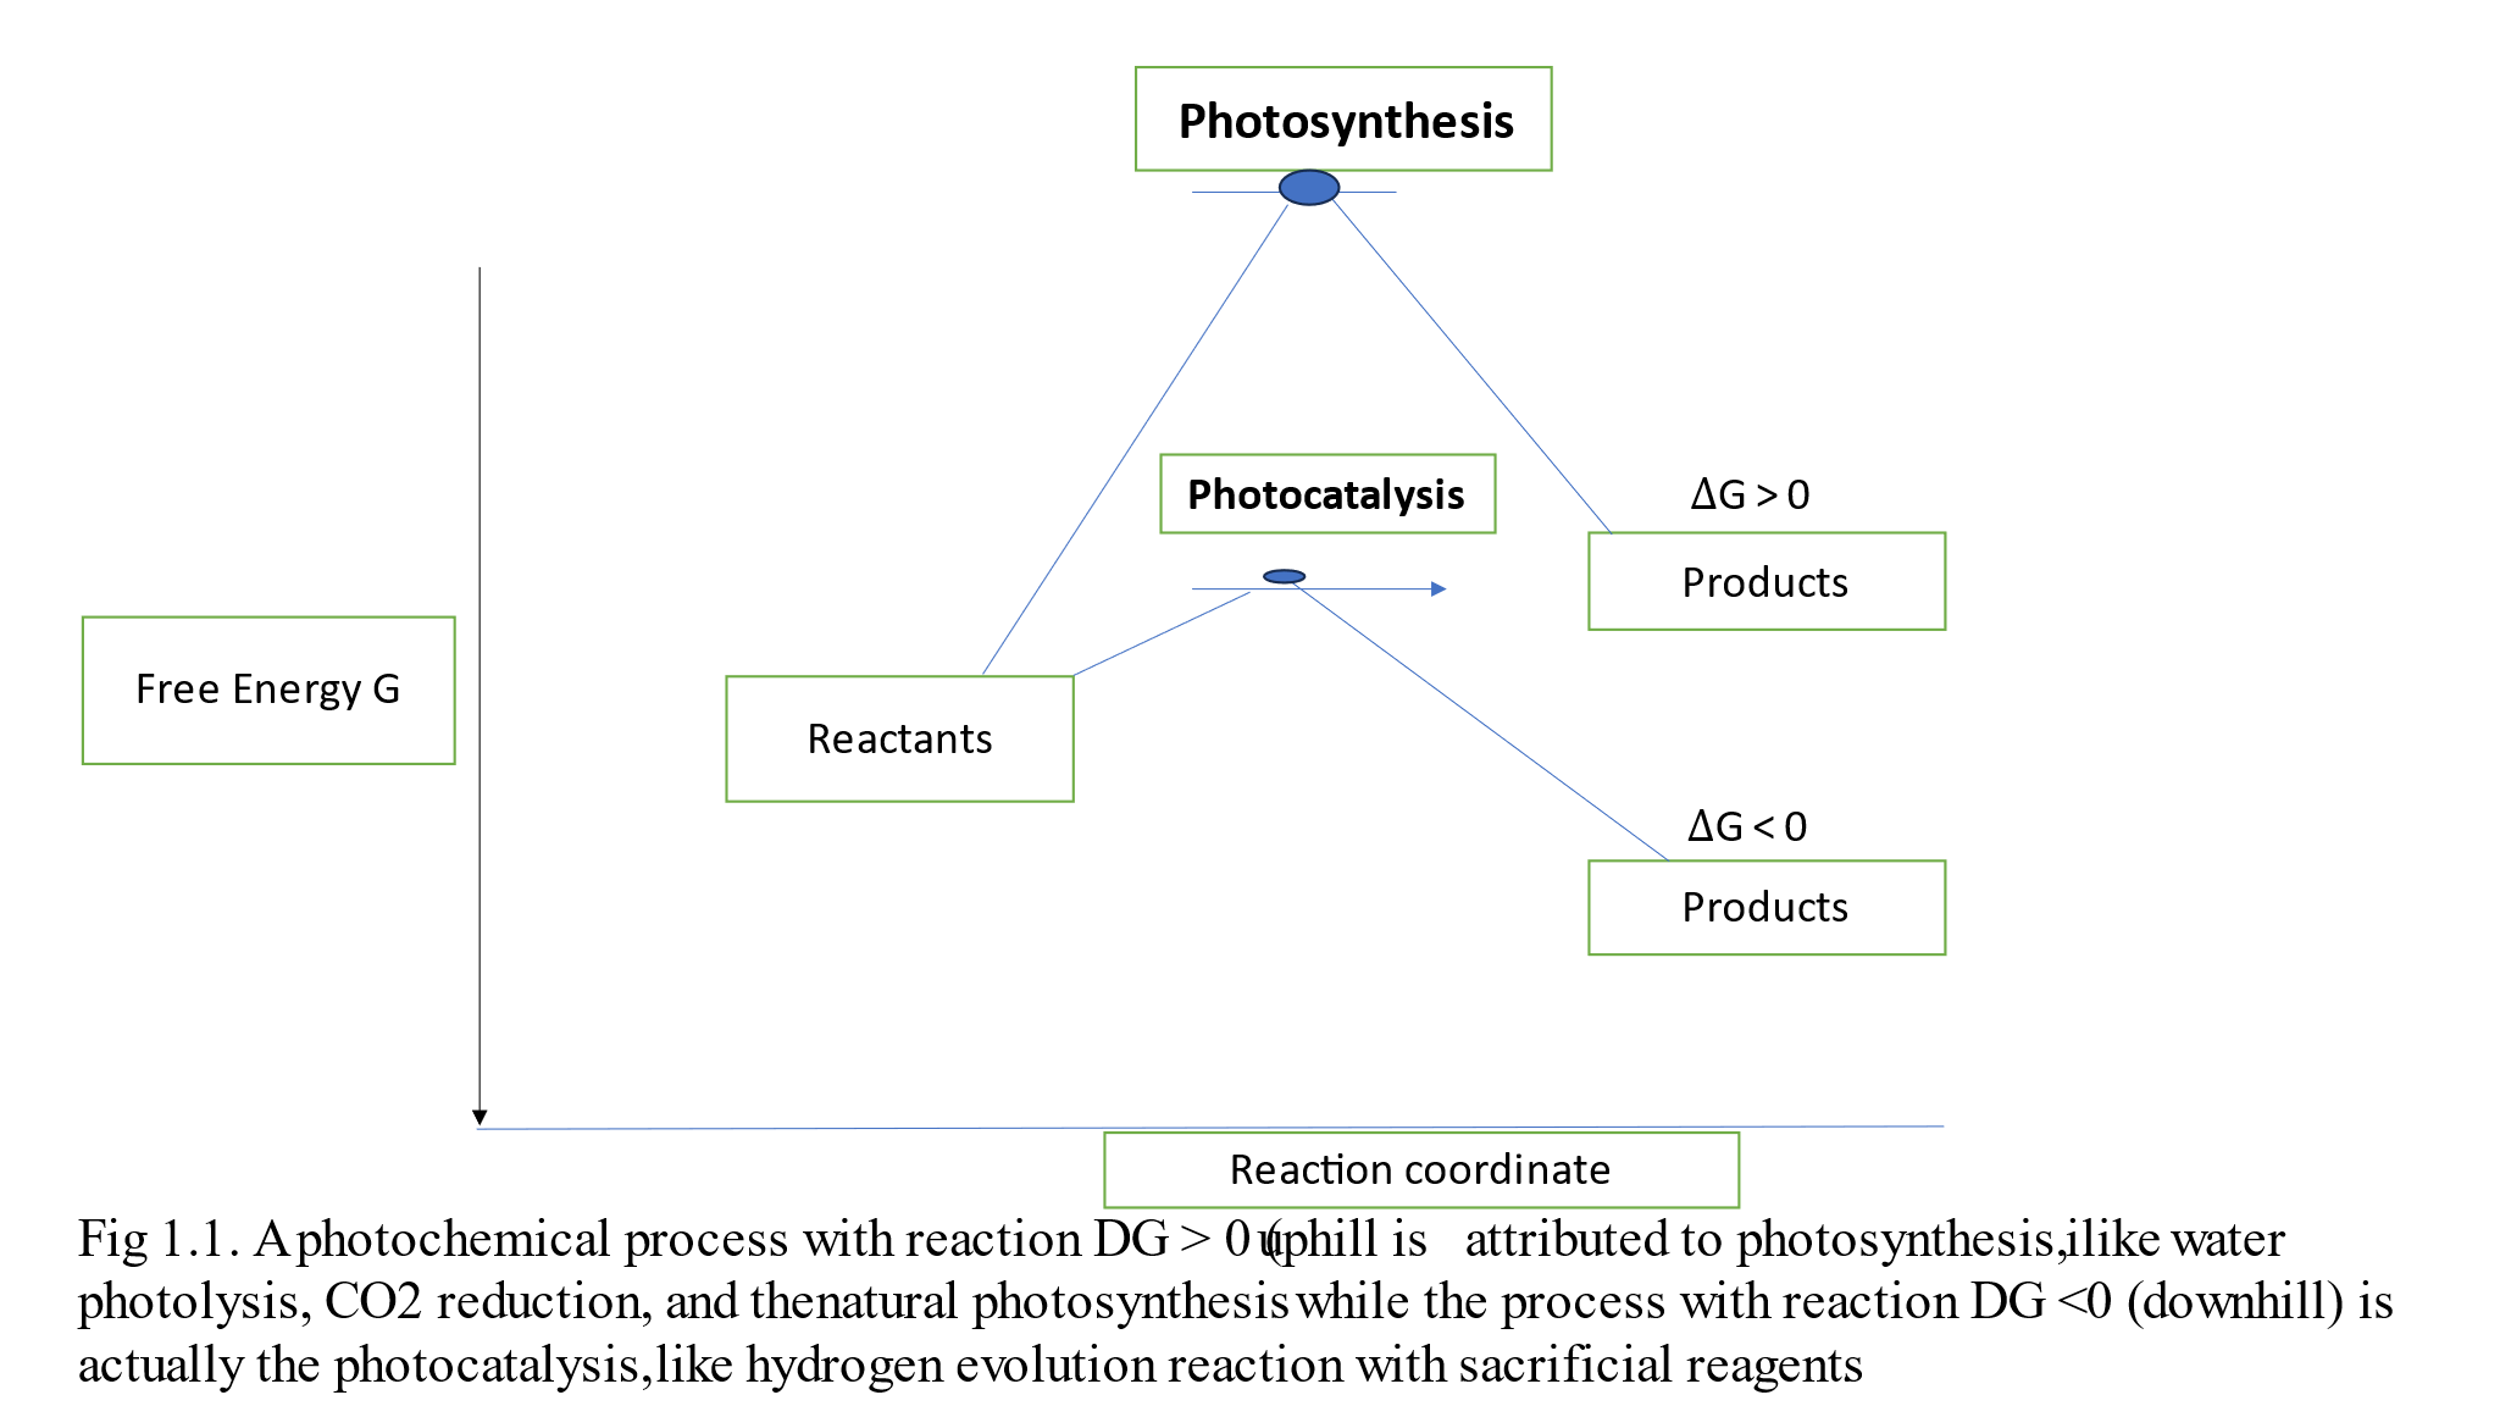 Photosynthesis
Photocatalysis
ΔG > 0
Products
Free Energy G
Reactants
ΔG < 0
Products
Reaction coordinate
Fig 1.1. A photochemical process with reaction DG > 0 (uphill is attributed to photosynthesis,ilike water
photolysis, CO2 reduction, and thenatural photosynthesis while the process with reaction DG <0 (downhill) is
actually the photocatalysis,like hydrogen evolution reaction with sacrificial reagents